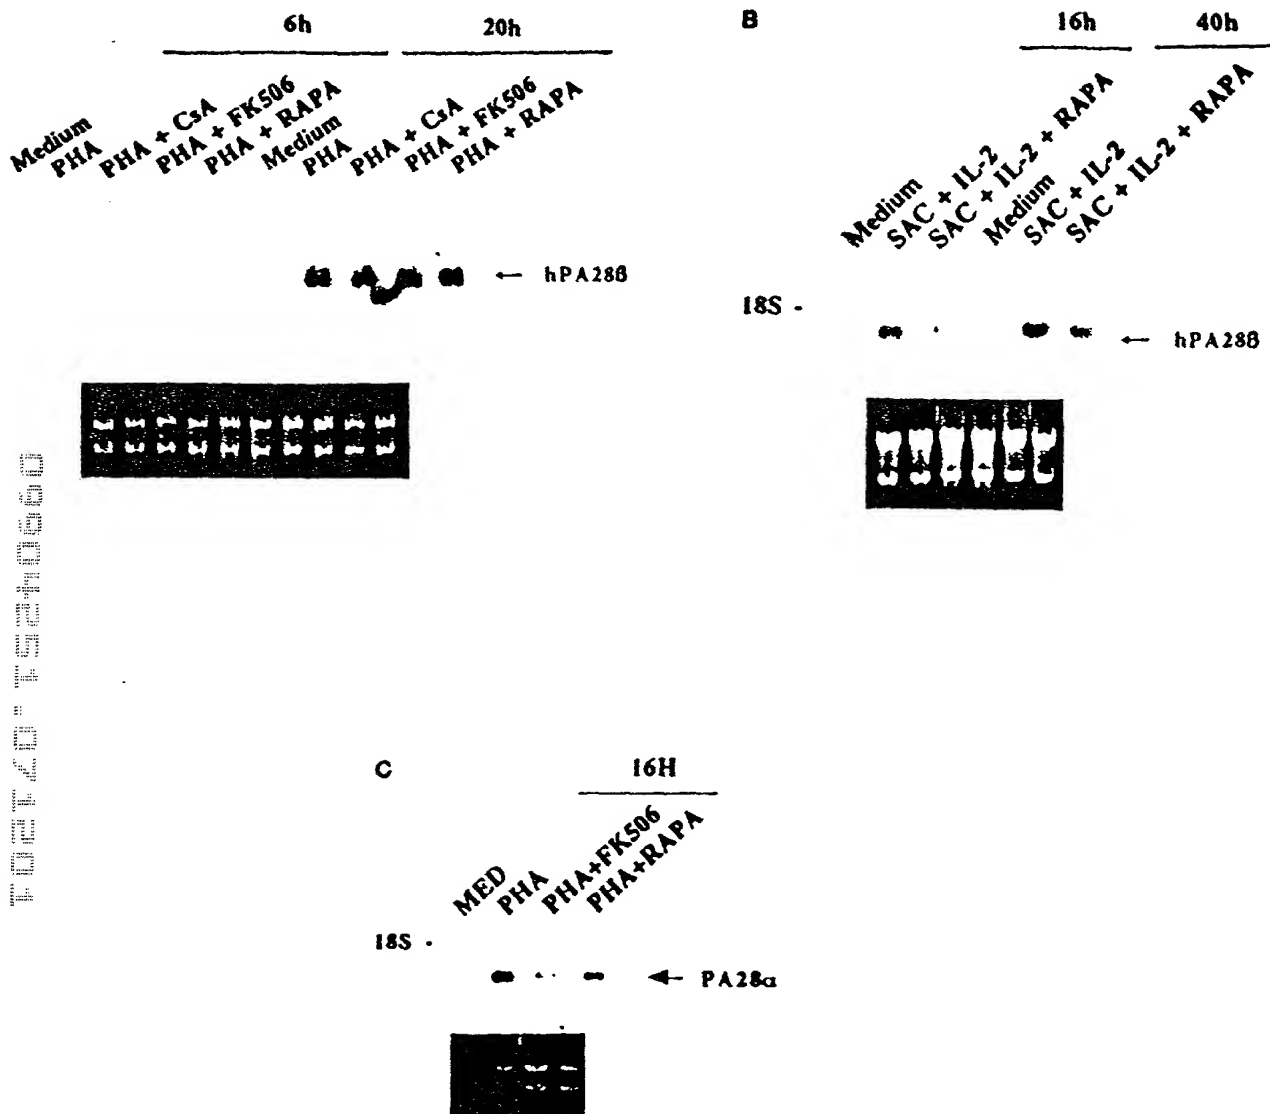 6h
20h
Medium
PHA
PHA + CsA
PHA + FK506
PHA + RAPA
Medium
PHA
PHA + CsA
PHA + FK506
PHA + RAPA
← hPA28β
B
16h
40h
Medium
SAC + IL-2
SAC + IL-2 + RAPA
Medium
SAC + IL-2
SAC + IL-2 + RAPA
18S -
← hPA28β
C
16H
MED
PHA
PHA+FK506
PHA+RAPA
18S -
← PA28α